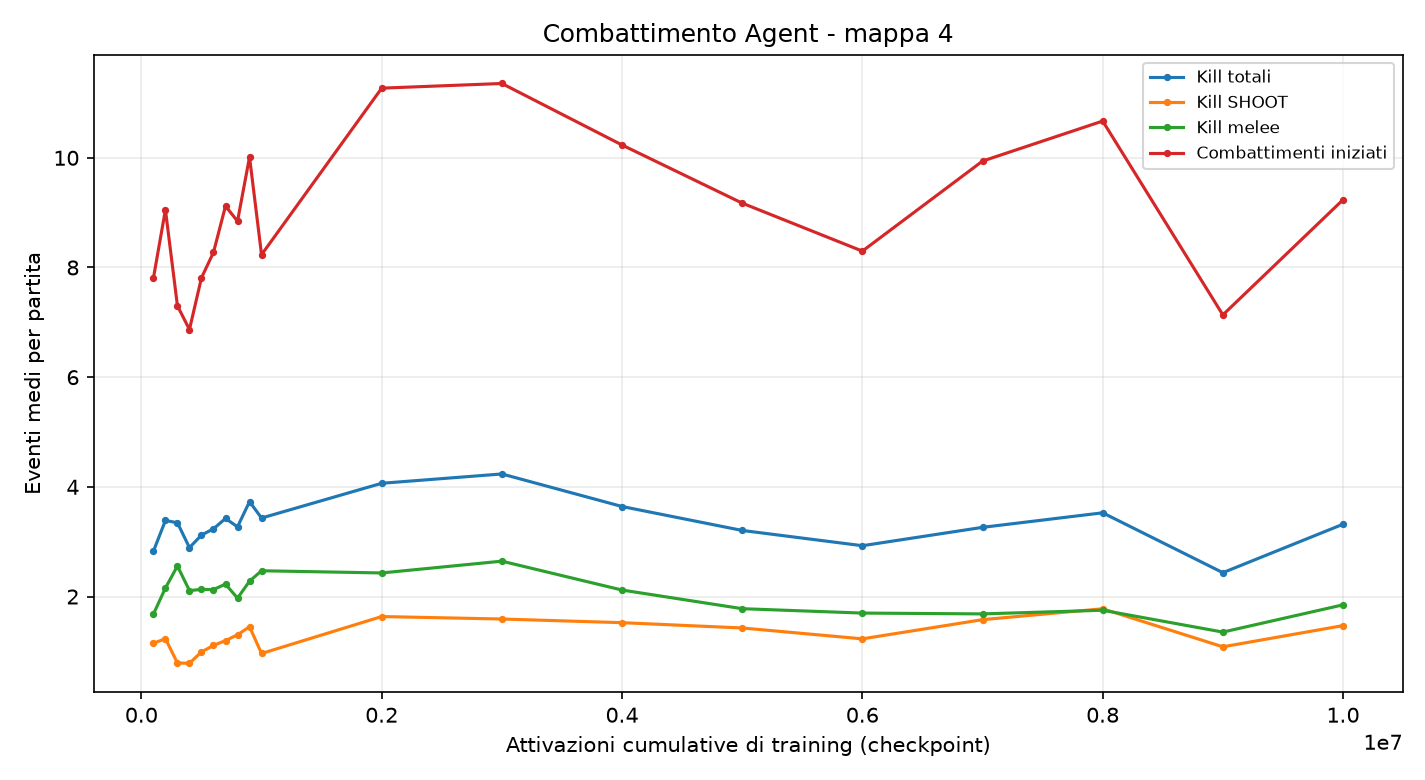 Combattimento Agent - mappa 4
Kill totali
Kill SHOOT
Kill melee
Combattimenti iniziati
Eventi medi per partita
10
8
6
4
2
0.0 0.2 0.4 0.6 0.8 1.0
1e7
Attivazioni cumulative di training (checkpoint)